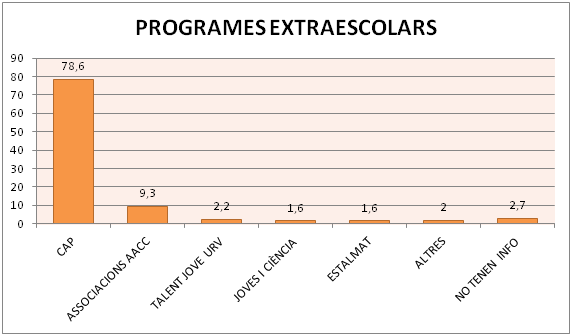 PROGRAMES EXTRAESCOLARS
90
80
70
60
50
40
30
20
10
0
78,6
9,3
2,2
1,6
1,6
2
2,7
CAP
ASSOCIACIONS AACC
TALENT JOVE URV
JOVES I CIÈNCIA
ESTALMAT
ALTRES
NO TENEN INFO